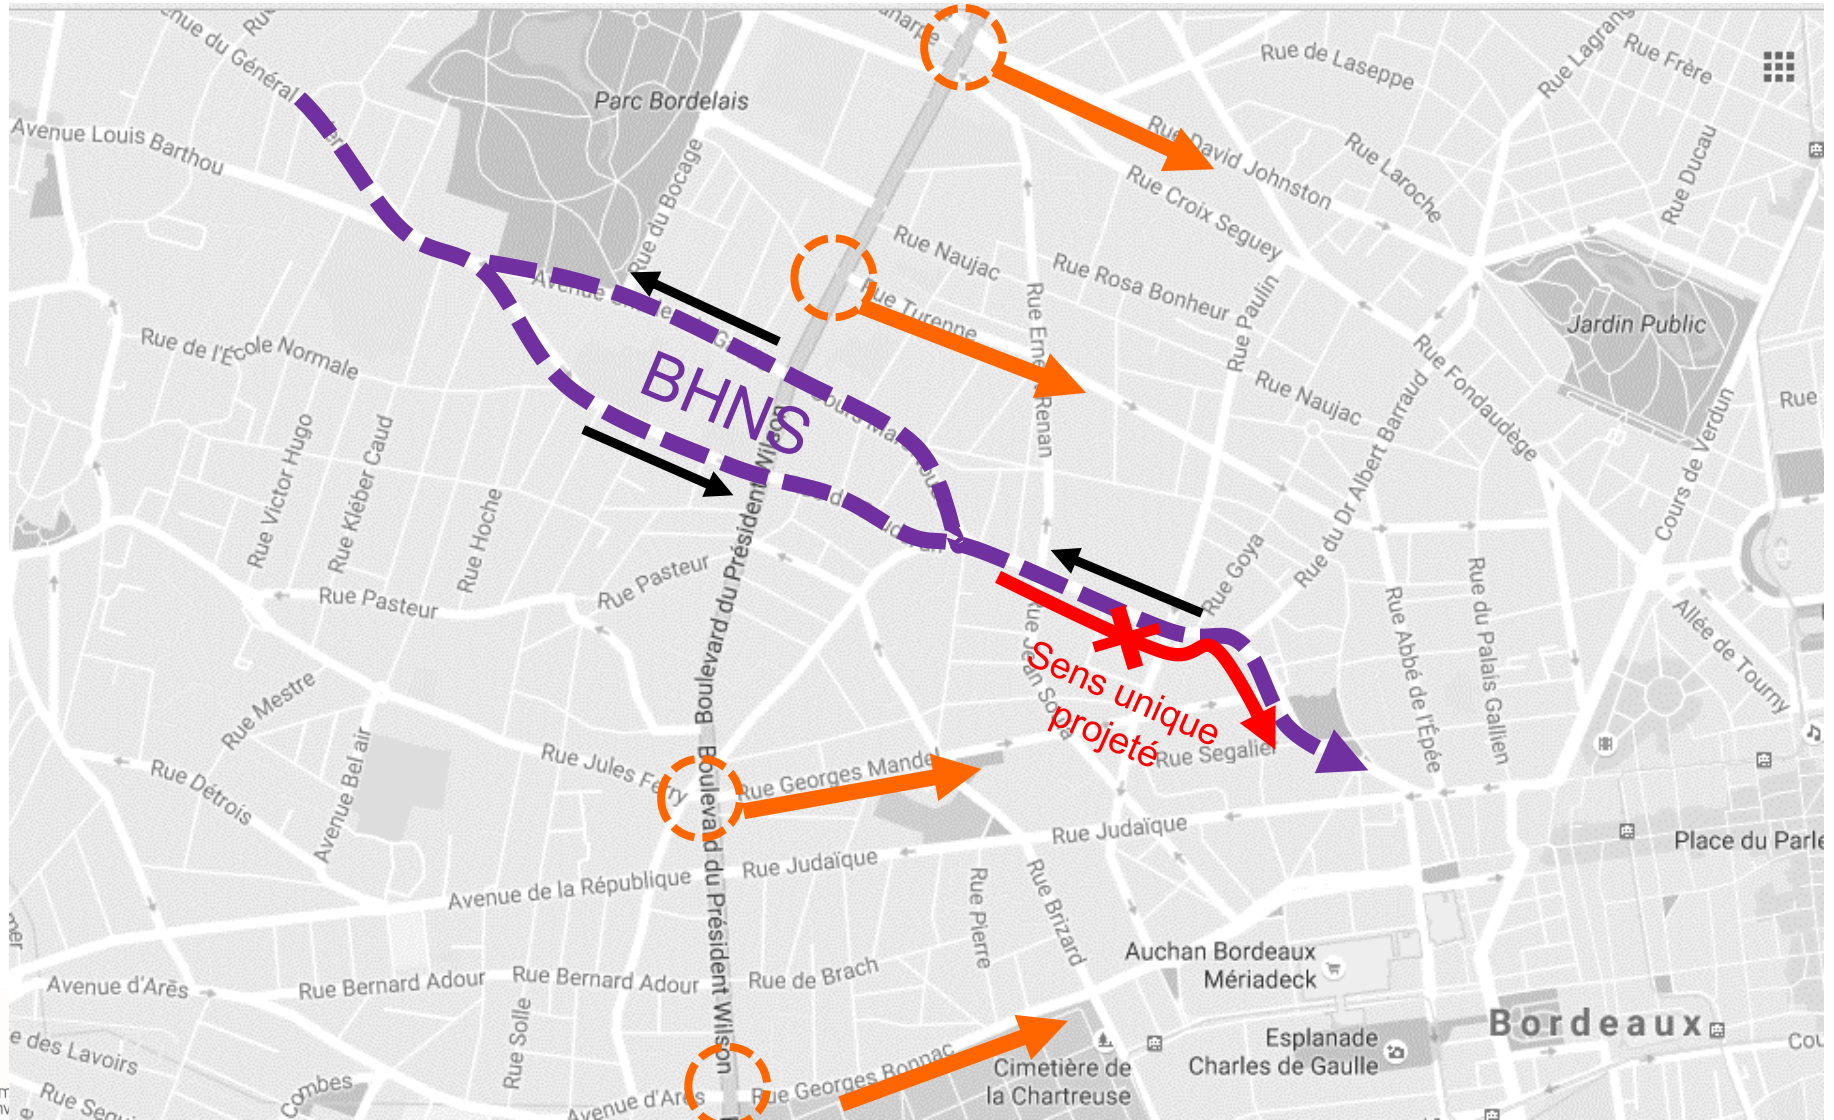 Avenue du Général
Rue
Avenue Louis Barthou
Parc Bordelais
Rue du Bocage
Rue de Laseppe
Rue Lagrang
Rue Frère
Rue David Johnston
Rue Laroche
Rue Ducau
Rue Croix Seguey
Rue Naujac
Rue Rosa Bonheur
Rue Turenne
Rue Paulin
Jardin Public
Rue Fondaudège
Rue Naujac
Rue
Cours de Verdun
Rue du Dr Albert Barraud
Renan
Rue de l'École Normale
BHNS
Rue Victor Hugo
Rue Kléber Caud
Rue Hoche
Rue Pasteur
Rue Pasteur
Boulevard du Président Wilson
Rue Goya
Rue Abbé de l'Épée
Rue du Palais Gallien
Allée de Tourny
Sens unique
projeté
Rue Segalier
Rue Mestre
Avenue Bel air
Rue Détrois
Rue Jules Ferry
Rue Georges Mandel
Rue Judaïque
Rue Judaïque
Avenue de la République
Boulevard du Président Wilson
Place du Parle
Rue Pierre
Rue Brizard
Auchan Bordeaux
Mériadeck
Avenue d'Arès
Rue Bernard Adour
Rue Bernard Adour
Rue de Brach
Rue Solle
Bordeaux
Esplanade
Charles de Gaulle
Cou
e des Lavoirs
Combes
Avenue d'Arès
Rue Georges Bonnac
Cimetière de
la Chartreuse